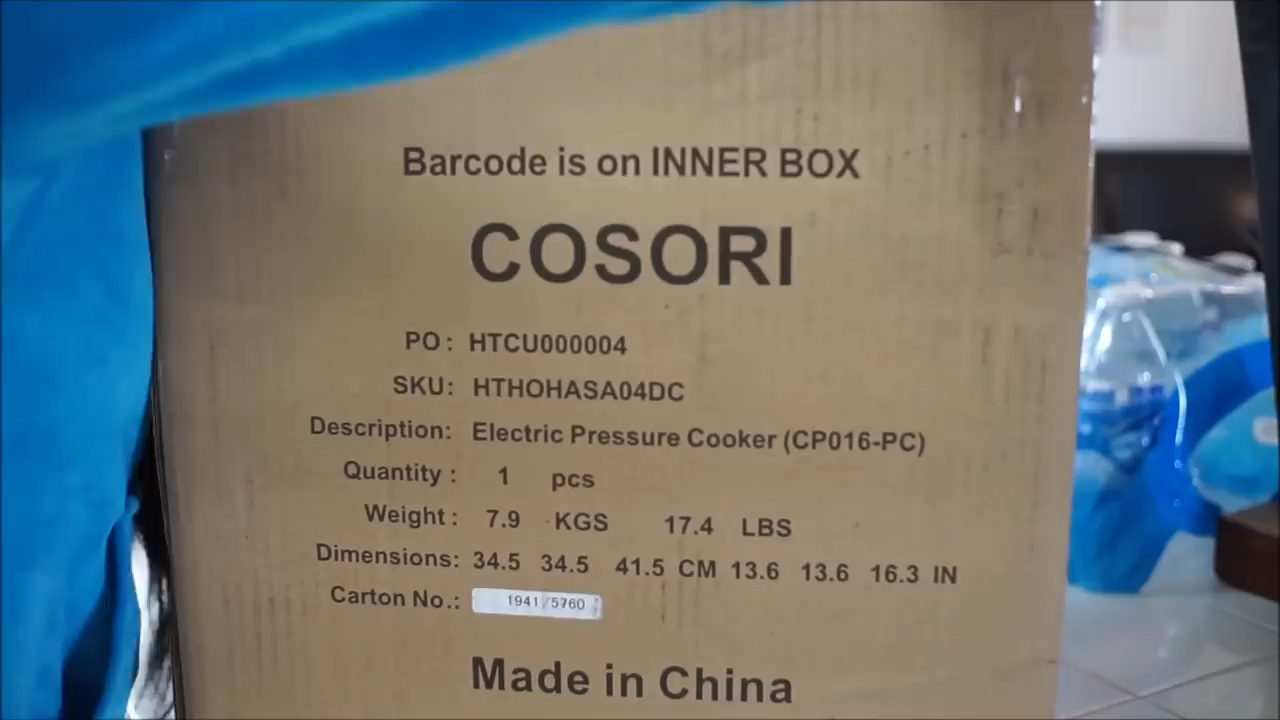 Barcode is on INNER BOX
COSORI
PO: HTCU000004
SKU: HTHOHASA04DC
Description: Electric Pressure Cooker (CP016-PC)
Quantity: 1 pcs
Weight: 7.9 KGS 17.4 LBS
Dimensions: 34.5 34.5 41.5 CM 13.6 13.6 16.3 IN
Carton No.: 1941/5760
Made in China